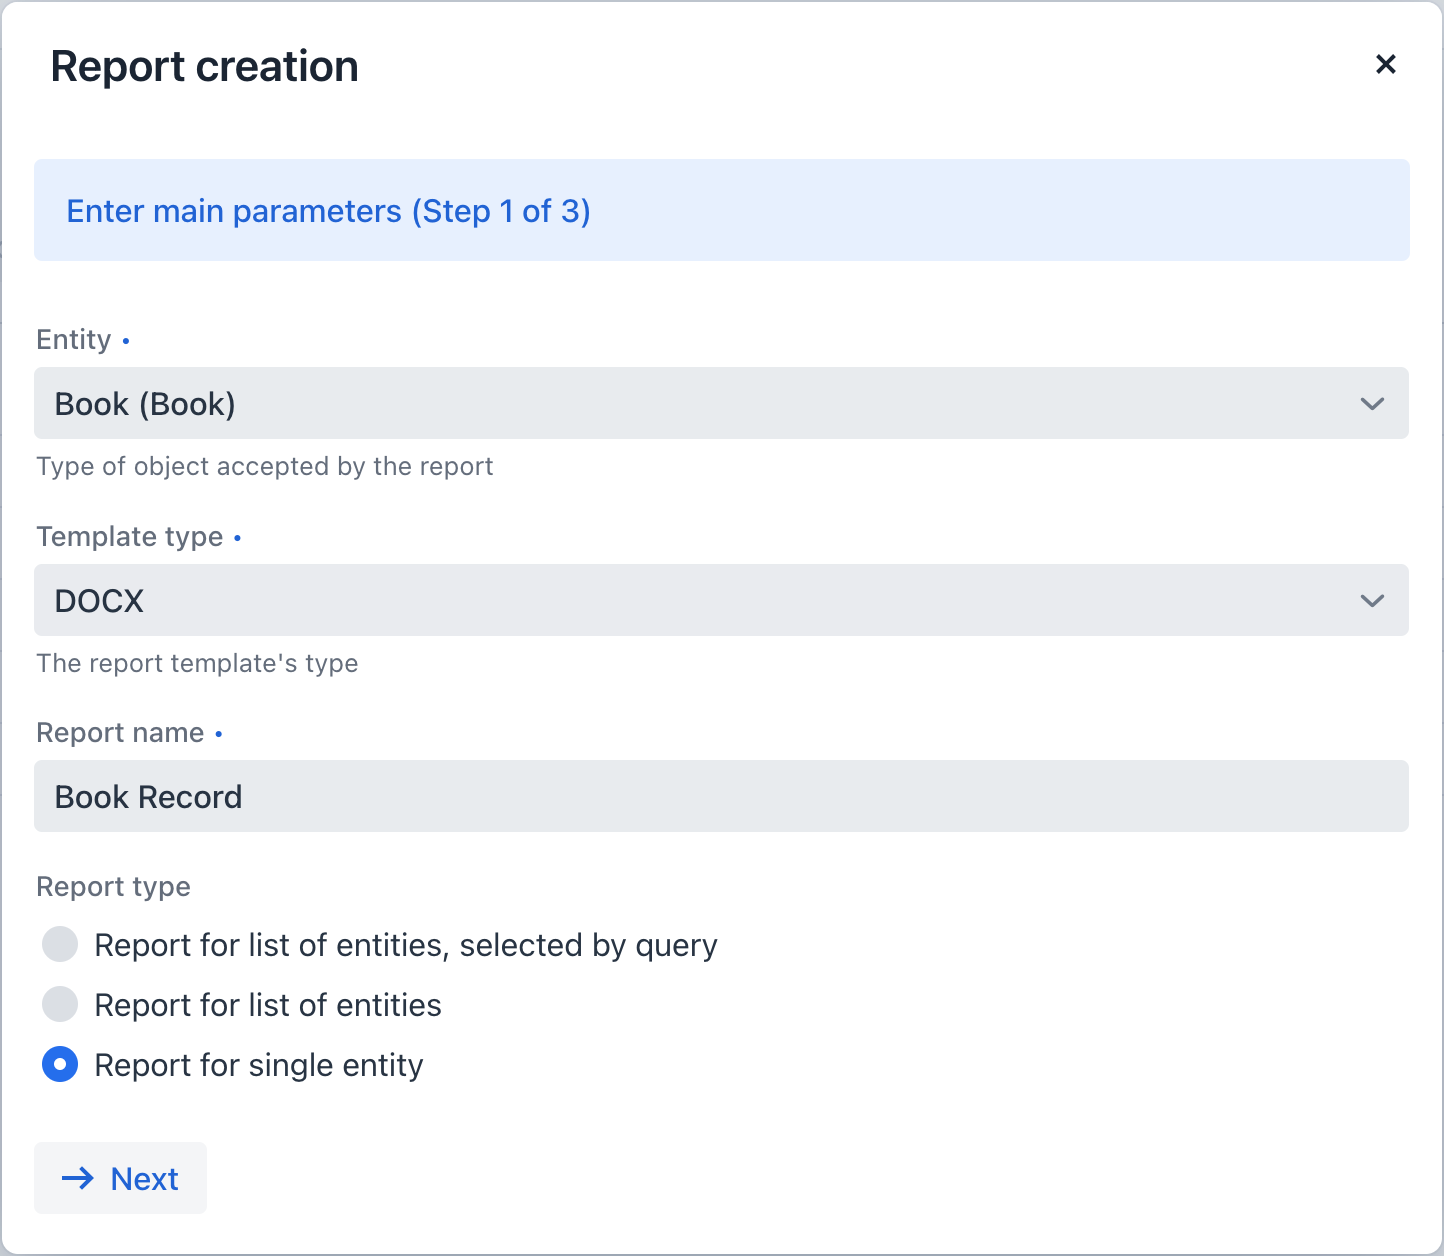 Report creation
Enter main parameters (Step 1 of 3)
Entity •
Book (Book)
Type of object accepted by the report
Template type •
DOCX
The report template's type
Report name •
Book Record
Report type
Report for list of entities, selected by query
Report for list of entities
Report for single entity
Next